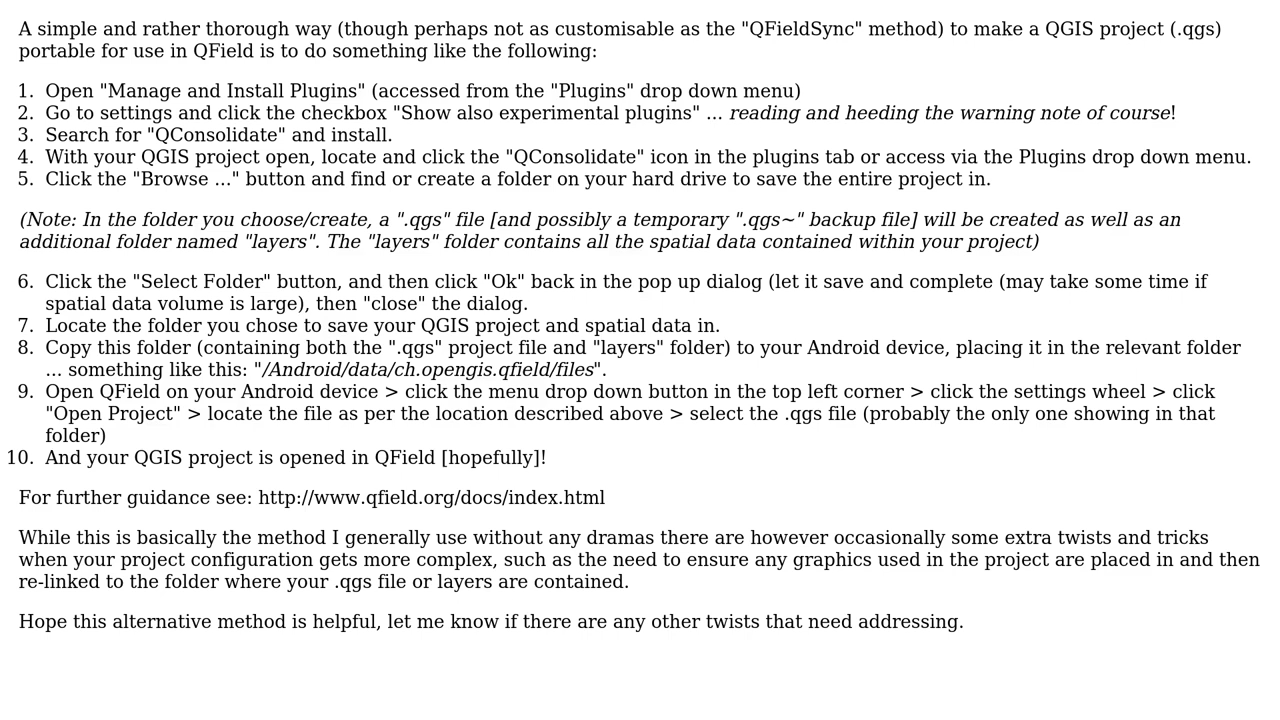 A simple and rather thorough way (though perhaps not as customisable as the "QFieldSync" method) to make a QGIS project (.qgs)
portable for use in QField is to do something like the following:
1. Open "Manage and Install Plugins" (accessed from the "Plugins" drop down menu)
2. Go to settings and click the checkbox "Show also experimental plugins" ... reading and heeding the warning note of course!
3. Search for "QConsolidate" and install.
4. With your QGIS project open, locate and click the "QConsolidate" icon in the plugins tab or access via the Plugins drop down menu.
5. Click the "Browse ..." button and find or create a folder on your hard drive to save the entire project in.
(Note: In the folder you choose/create, a ".qgs" file [and possibly a temporary ".qgs~" backup file] will be created as well as an
additional folder named "layers". The "layers" folder contains all the spatial data contained within your project)
6. Click the "Select Folder" button, and then click "Ok" back in the pop up dialog (let it save and complete (may take some time if
spatial data volume is large), then "close" the dialog.
7. Locate the folder you chose to save your QGIS project and spatial data in.
8. Copy this folder (containing both the ".qgs" project file and "layers" folder) to your Android device, placing it in the relevant folder
... something like this: "/Android/data/ch.opengis.qfield/files".
9. Open QField on your Android device > click the menu drop down button in the top left corner > click the settings wheel > click
"Open Project" > locate the file as per the location described above > select the .qgs file (probably the only one showing in that
folder)
10. And your QGIS project is opened in QField [hopefully]!
For further guidance see: http://www.qfield.org/docs/index.html
While this is basically the method I generally use without any dramas there are however occasionally some extra twists and tricks
when your project configuration gets more complex, such as the need to ensure any graphics used in the project are placed in and then
re-linked to the folder where your .qgs file or layers are contained.
Hope this alternative method is helpful, let me know if there are any other twists that need addressing.